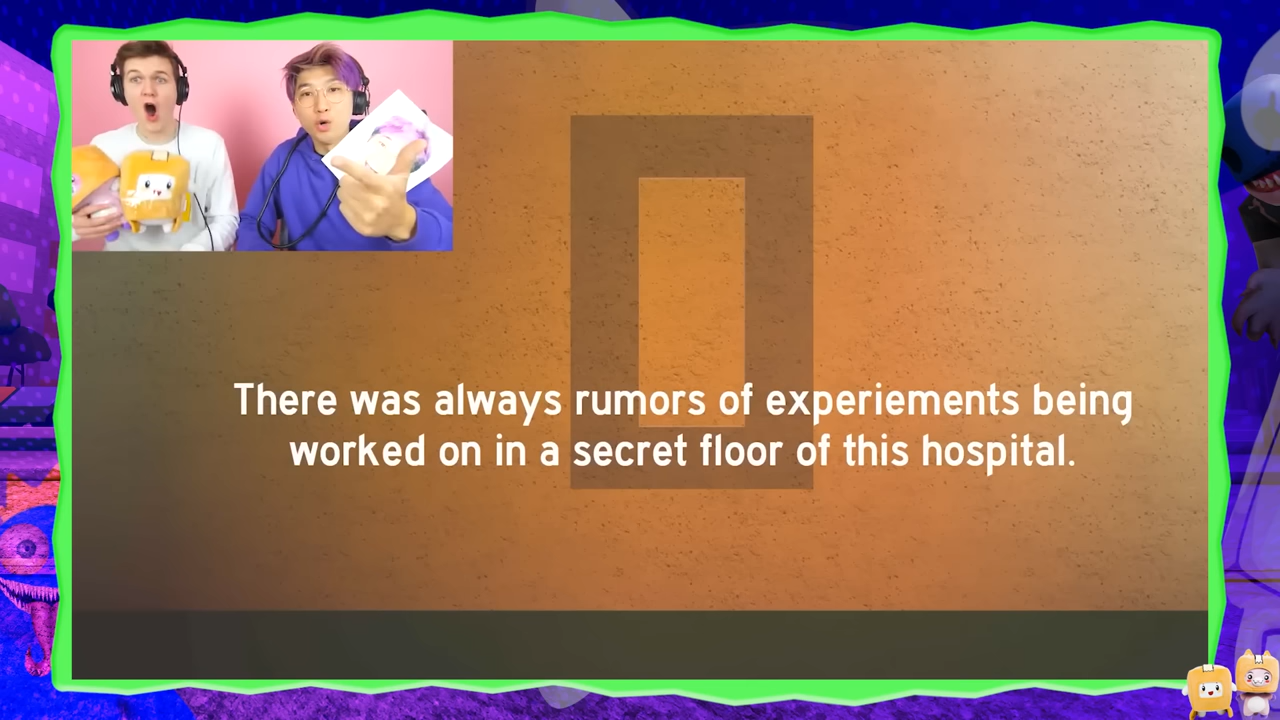 There was always rumors of experiements being
worked on in a secret floor of this hospital.